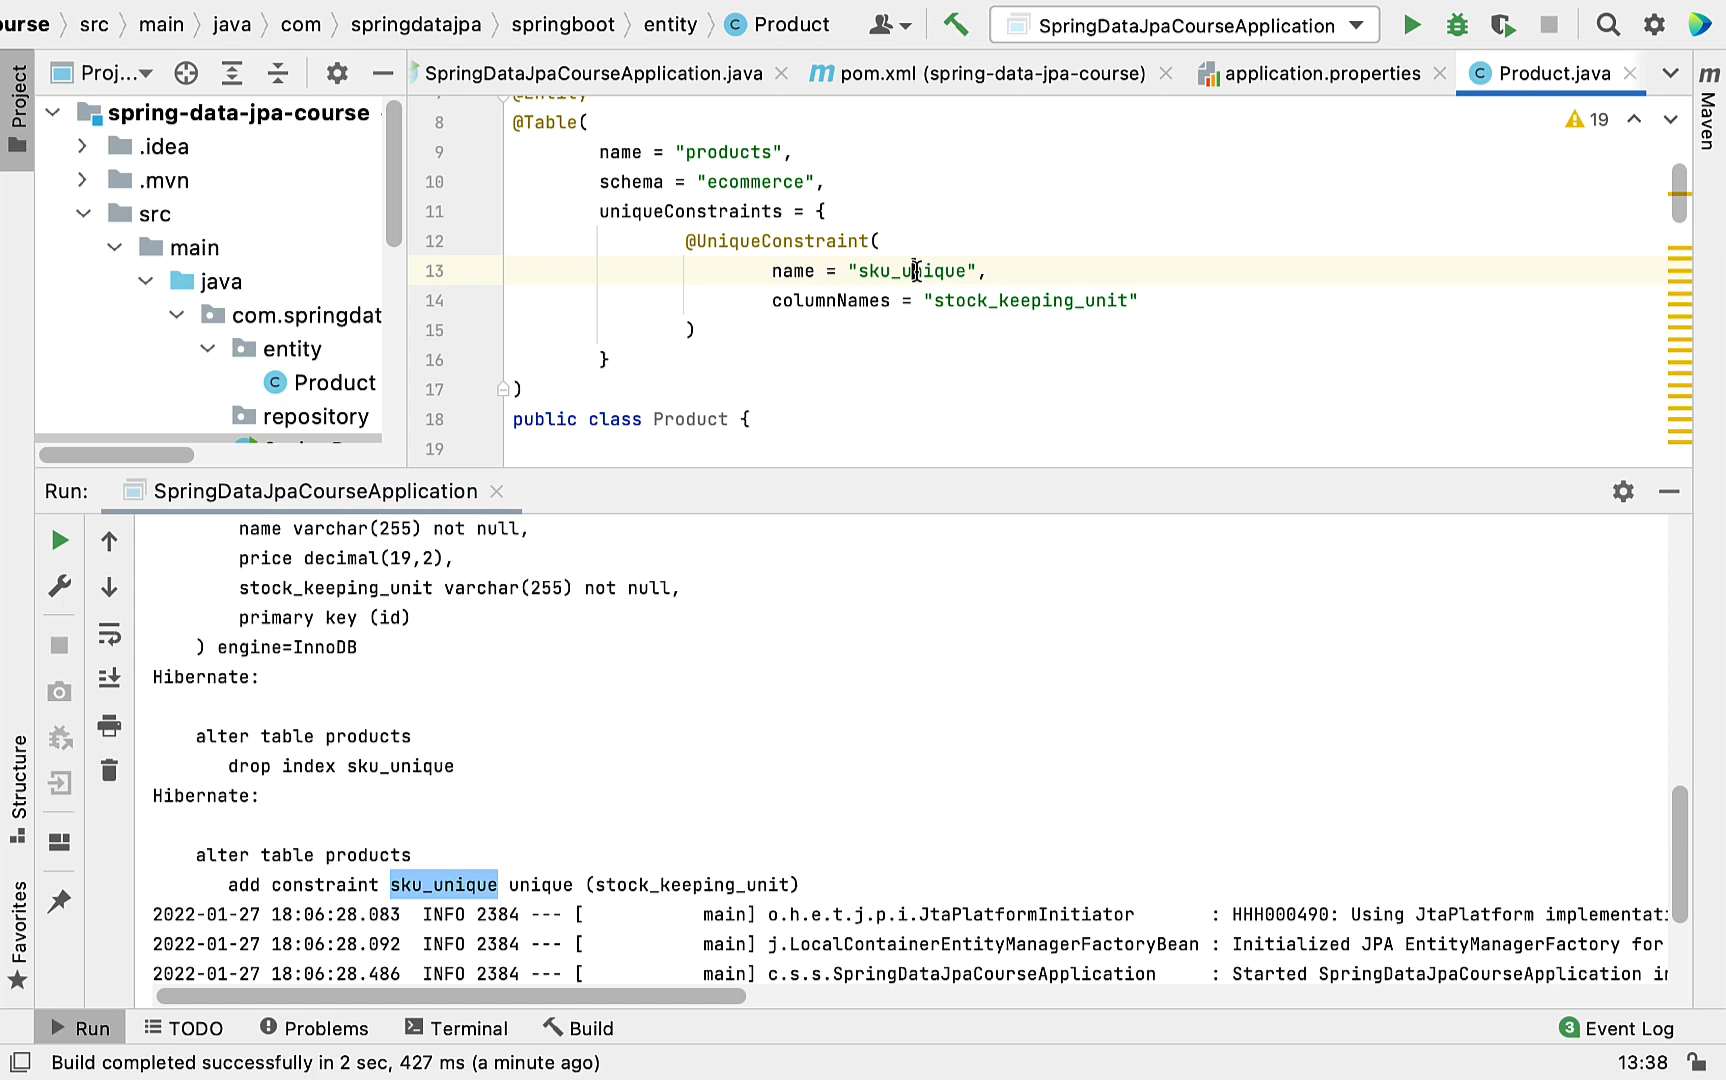 ourse src main java com springdatajpa springboot entity C Product SpringDataJpaCourseApplication
Project
Proj...
SpringDataJpaCourseApplication.java
m pom.xml (spring-data-jpa-course)
application.properties
C Product.java
m Maven
spring-data-jpa-course
.idea
.mvn
src
main
java
com.springdat
entity
C Product
repository
19
@Entity
8 @Table(
9 name = "products",
10 schema = "ecommerce",
11 uniqueConstraints = {
12 @UniqueConstraint(
13 name = "sku_unique",
14 columnNames = "stock_keeping_unit"
15 )
16 }
17 )
18 public class Product {
19
Run: SpringDataJpaCourseApplication
name varchar(255) not null,
price decimal(19,2),
stock_keeping_unit varchar(255) not null,
primary key (id)
) engine=InnoDB
Hibernate:
alter table products
drop index sku_unique
Hibernate:
alter table products
add constraint sku_unique unique (stock_keeping_unit)
2022-01-27 18:06:28.083 INFO 2384 --- [ main] o.h.e.t.j.p.i.JtaPlatformInitiator : HHH000490: Using JtaPlatform implementati
2022-01-27 18:06:28.092 INFO 2384 --- [ main] j.LocalContainerEntityManagerFactoryBean : Initialized JPA EntityManagerFactory for
2022-01-27 18:06:28.486 INFO 2384 --- [ main] c.s.s.SpringDataJpaCourseApplication : Started SpringDataJpaCourseApplication in
Structure
Favorites
Run TODO Problems Terminal Build 3 Event Log
Build completed successfully in 2 sec, 427 ms (a minute ago) 13:38